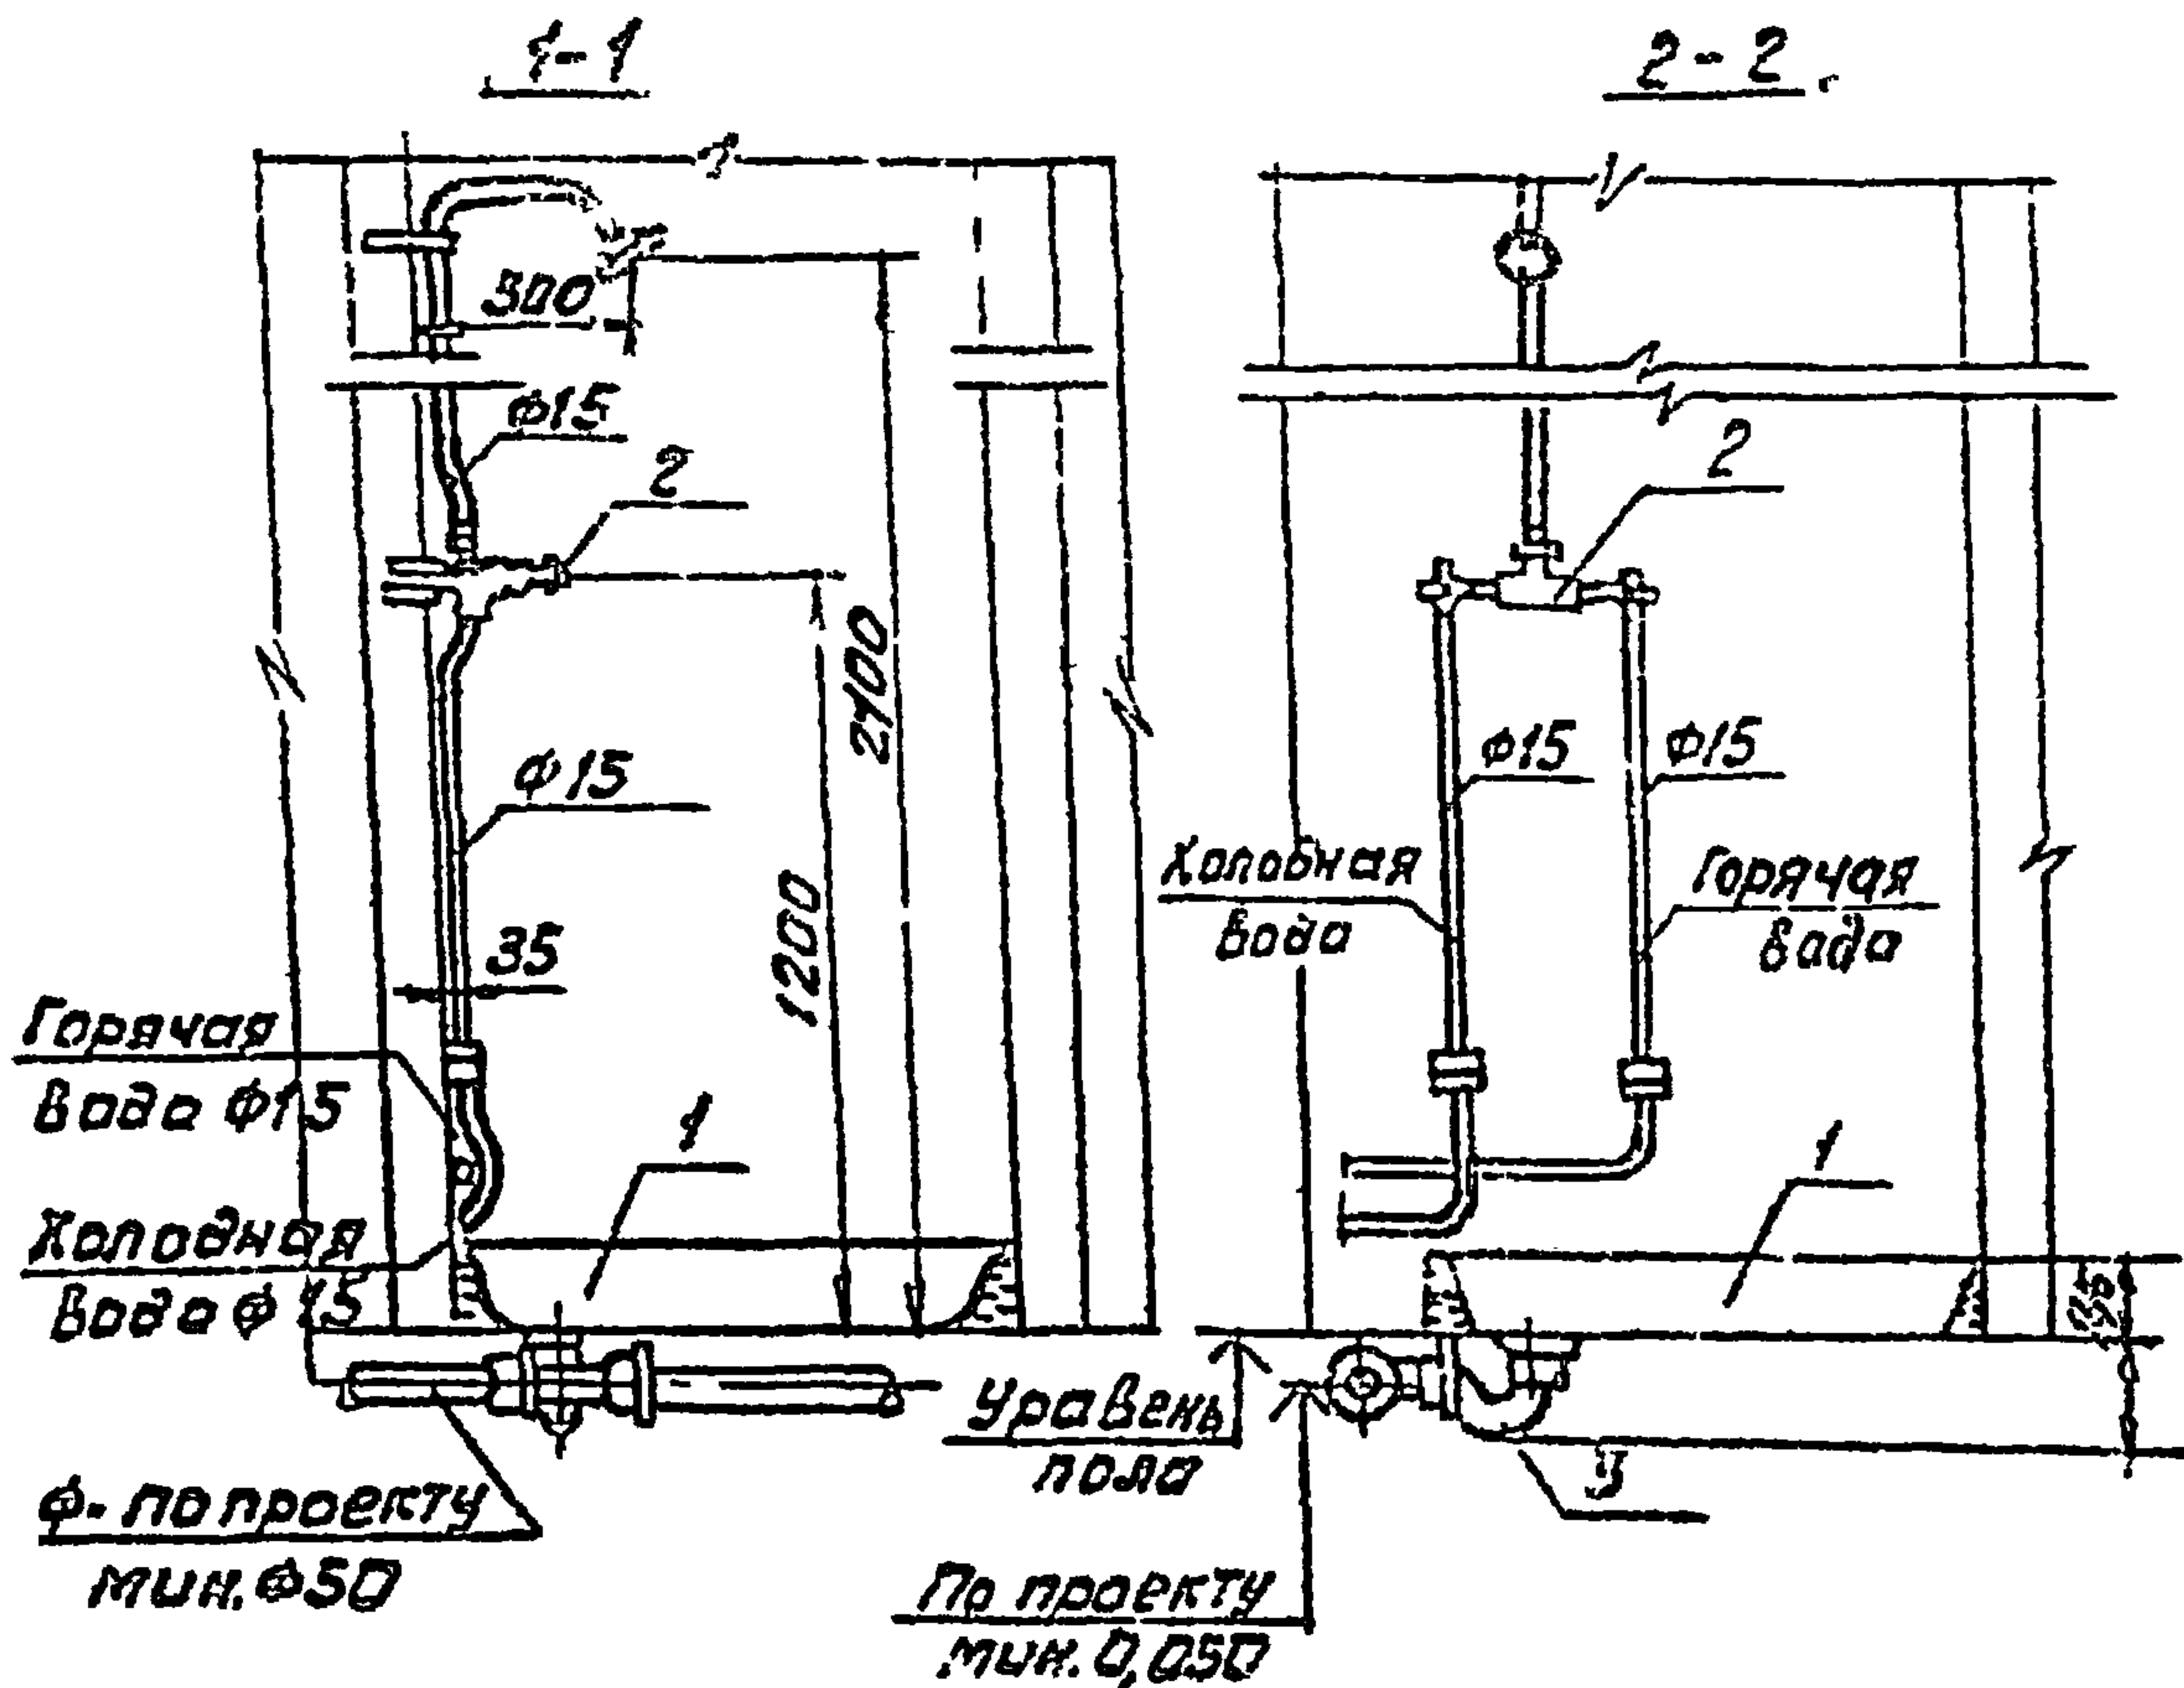 1-1
2-2
300
ф15
2
2
2100
ф15
ф15
ф15
Холодная
вода
Горячая
вода
1200
35
Горячая
вода ф15
1
1
Холодная
вода ф15
Уровень
пола
3
ф- по проекту
мин. ф50
По проекту
мин. 0,050